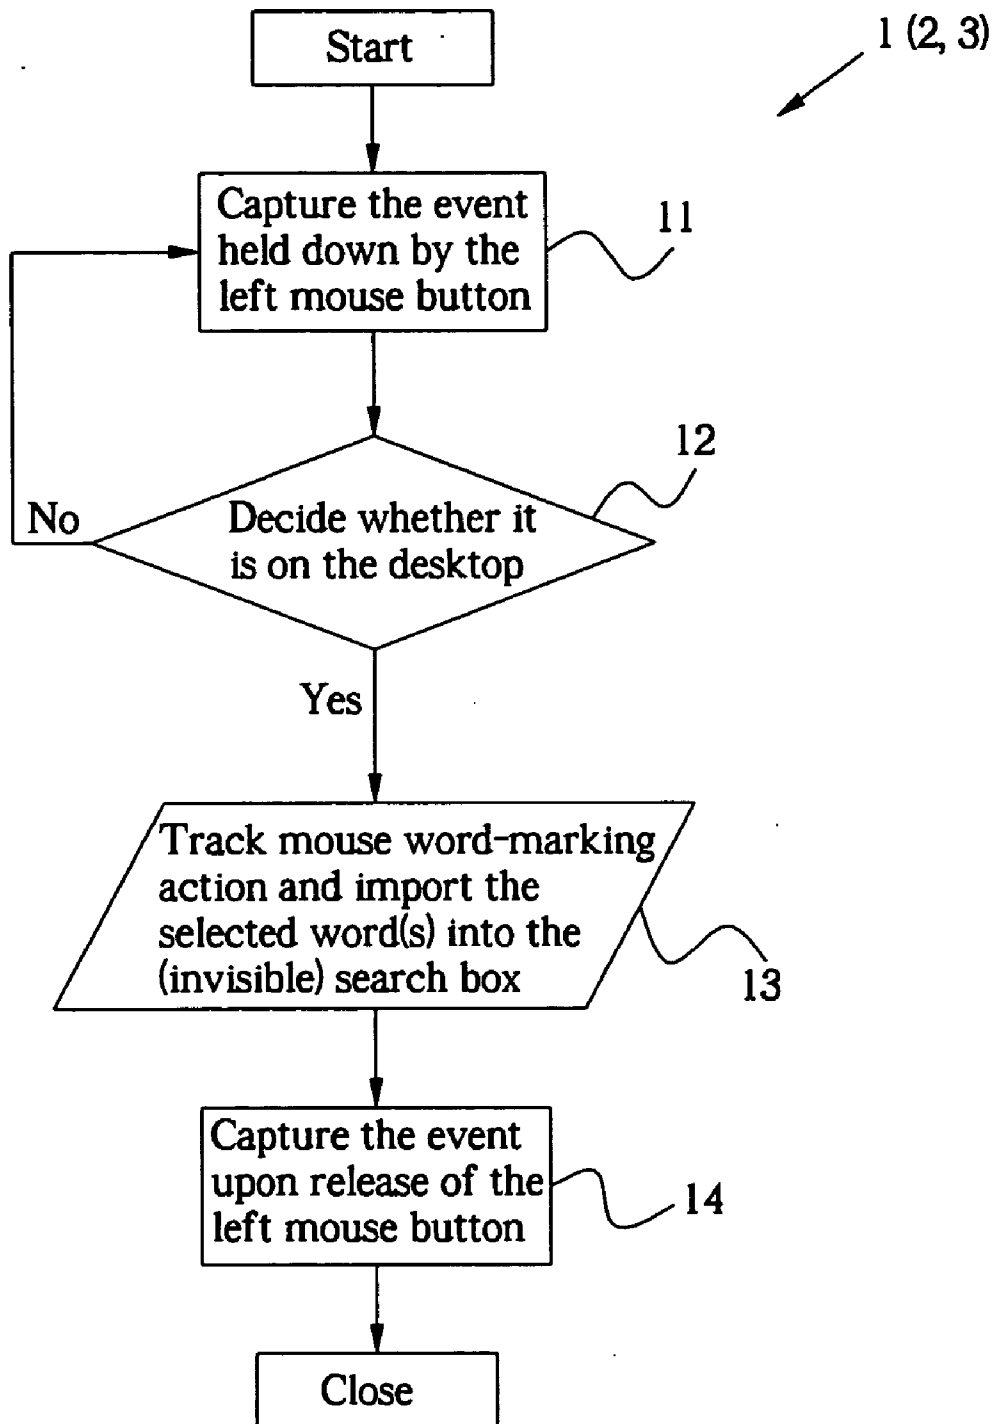 1 (2, 3)
Start
Capture the event
held down by the
left mouse button
11
12
No
Decide whether it
is on the desktop
Yes
Track mouse word-marking
action and import the
selected word(s) into the
(invisible) search box
13
Capture the event
upon release of the
left mouse button
14
Close